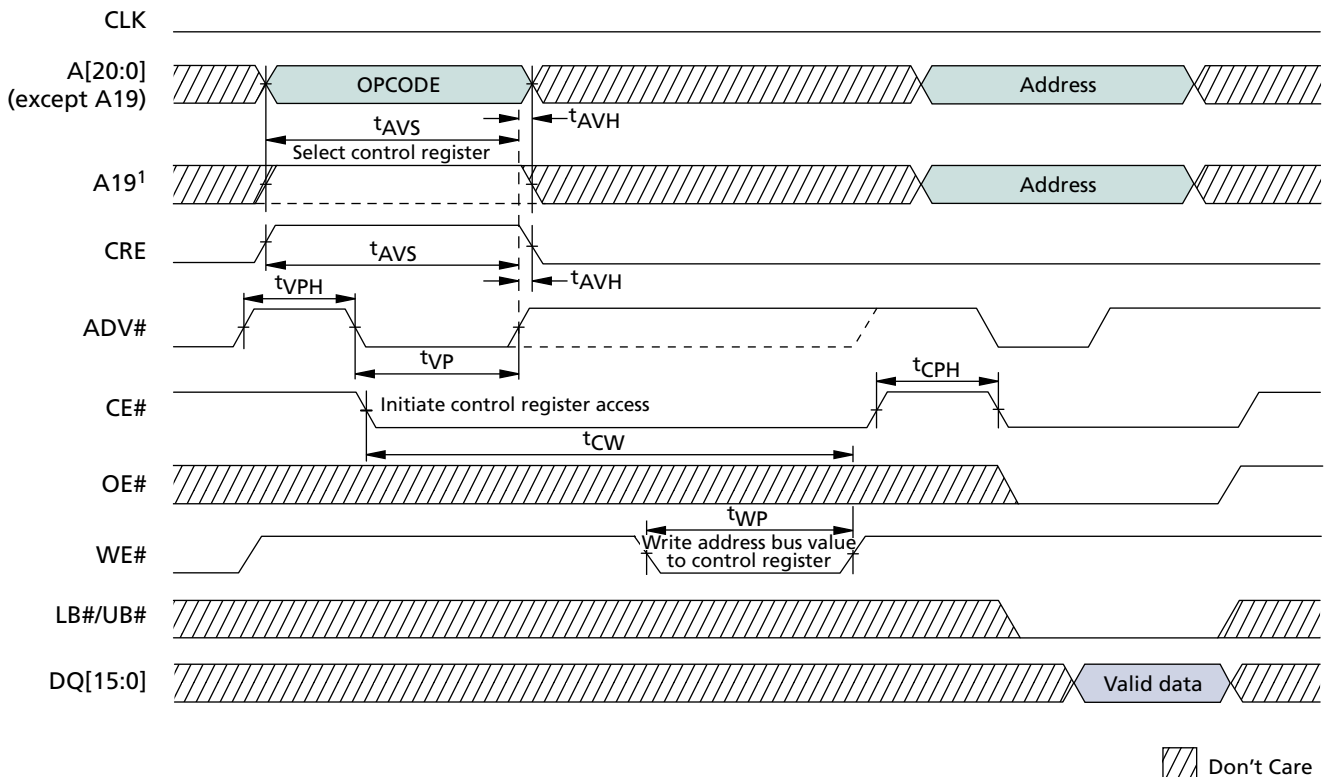 CLK
A[20:0]
(except A19)
OPCODE
Address
tAVS
tAVH
Select control register
A19¹
Address
CRE
tAVS
tAVH
tVPH
ADV#
tVP
tCPH
CE#
Initiate control register access
tCW
OE#
tWP
WE#
Write address bus value
to control register
LB#/UB#
DQ[15:0]
Valid data
Don't Care